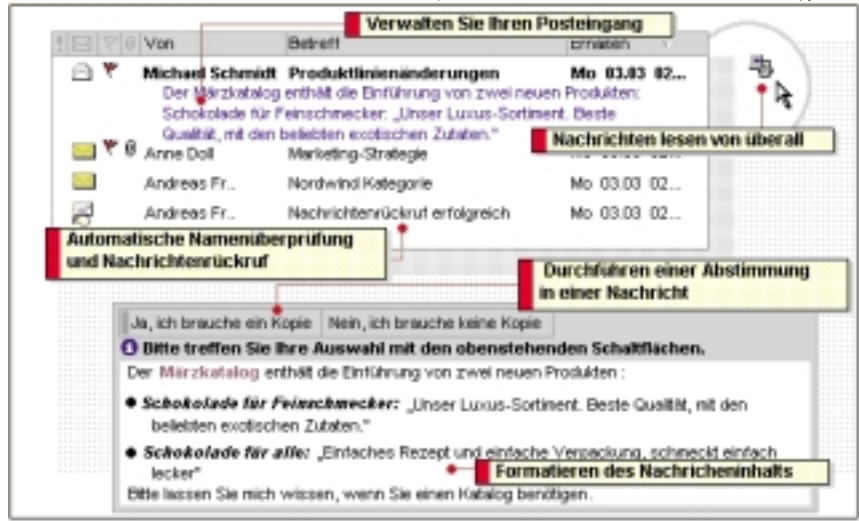 Verwalten Sie Ihren Posteingang
! Von Betreff Erhalten
Michael Schmidt Produktlinienänderungen Mo 03.03 02...
Der Märzkatalog enthält die Einführung von zwei neuen Produkten:
Schokolade für Feinschmecker: „Unser Luxus-Sortiment. Beste
Qualität, mit den beliebten exotischen Zutaten."
Nachrichten lesen von überall
Anne Doll Marketing-Strategie
Andreas Fr.. Nordwind Kategorie Mo 03.03 02...
Andreas Fr.. Nachrichtenrückruf erfolgreich Mo 03.03 02...
Automatische Namenüberprüfung
und Nachrichtenrückruf
Durchführen einer Abstimmung
in einer Nachricht
Ja, ich brauche ein Kopie Nein, ich brauche keine Kopie
Bitte treffen Sie Ihre Auswahl mit den obenstehenden Schaltflächen.
Der Märzkatalog enthält die Einführung von zwei neuen Produkten :
• Schokolade für Feinschmecker: „Unser Luxus-Sortiment. Beste Qualität, mit den
beliebten exotischen Zutaten."
• Schokolade für alle: „Einfaches Rezept und einfache Verpackung, schmeckt einfach
lecker"
Formatieren des Nachricheninhalts
Bitte lassen Sie mich wissen, wenn Sie einen Katalog benötigen.